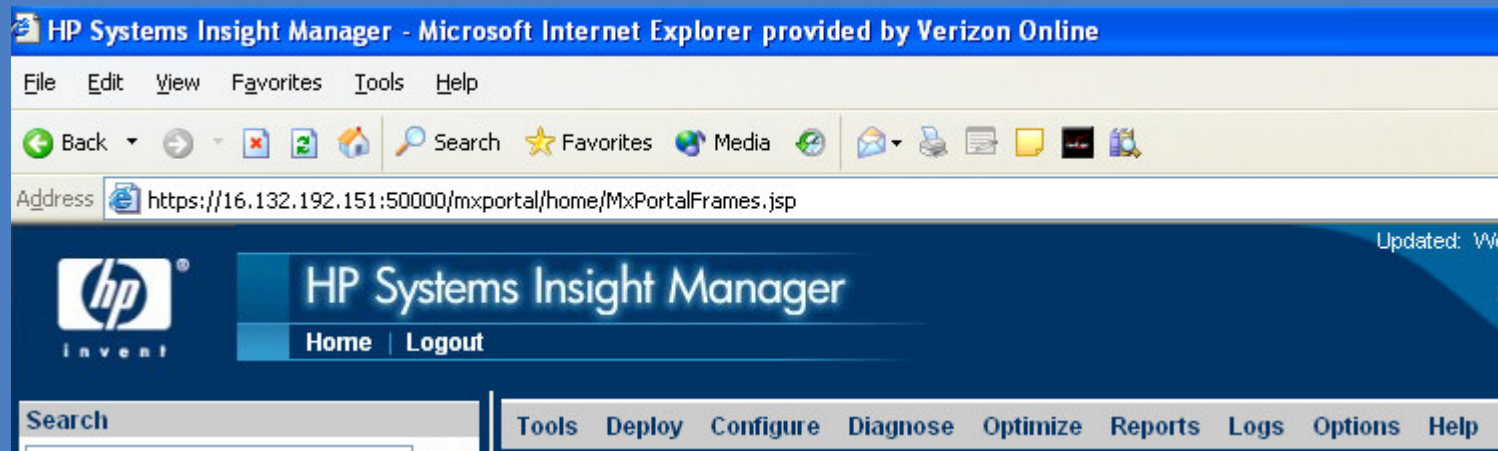 HP Systems Insight Manager - Microsoft Internet Explorer provided by Verizon Online
File Edit View Favorites Tools Help
Back Search Favorites Media
Address https://16.132.192.151:50000/mxportal/home/MxPortalFrames.jsp
Updated:
hp ®
invent
HP Systems Insight Manager
Home | Logout
Search
Tools Deploy Configure Diagnose Optimize Reports Logs Options Help